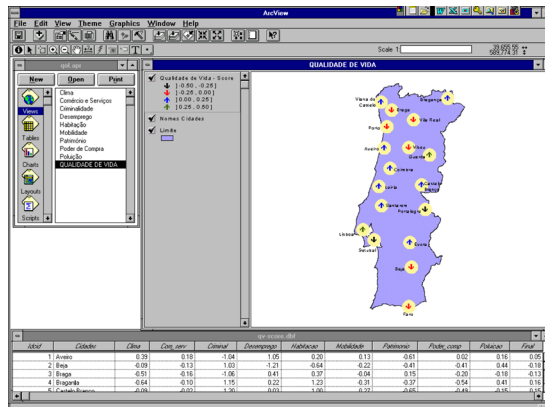 ArcView
File Edit View Theme Graphics Window Help
Scale 1:
39,695.55
589,774.31
qol.apr
New Open Print
Views
Tables
Charts
Layouts
Scripts
Clima
Comércio e Serviços
Criminalidade
Desemprego
Habitação
Mobilidade
Património
Poder de Compra
Poluição
QUALIDADE DE VIDA
QUALIDADE DE VIDA
Qualidade de Vida - Score
]-0.50, -0.25]
]-0.25, 0.00]
]0.00, 0.25]
]0.25, 0.50]
Nomes Cidades
Limite
Viana do Castelo
Bragança
Braga
Vila Real
Porto
Aveiro
Viseu
Guarda
Coimbra
Castelo Branco
Leiria
Santarem
Portalegre
Lisboa
Setubal
Evora
Beja
Faro
qv-score.dbf
Idcid Cidades Clima Com_serv Criminal Desemprego Habitacao Mobilidade Patrimonio Poder_comp Poluicao Final
1 Aveiro 0.39 0.18 -1.04 1.05 0.20 0.13 -0.61 0.02 0.16 0.05
2 Beja -0.09 -0.13 1.03 -1.21 -0.64 -0.22 -0.41 -0.41 0.44 -0.18
3 Braga -0.51 -0.16 -1.06 0.41 0.37 -0.04 0.15 -0.20 -0.18 -0.13
4 Bragança -0.64 -0.10 1.15 0.22 1.23 -0.31 -0.37 -0.54 0.41 0.16
5 Castelo Branco